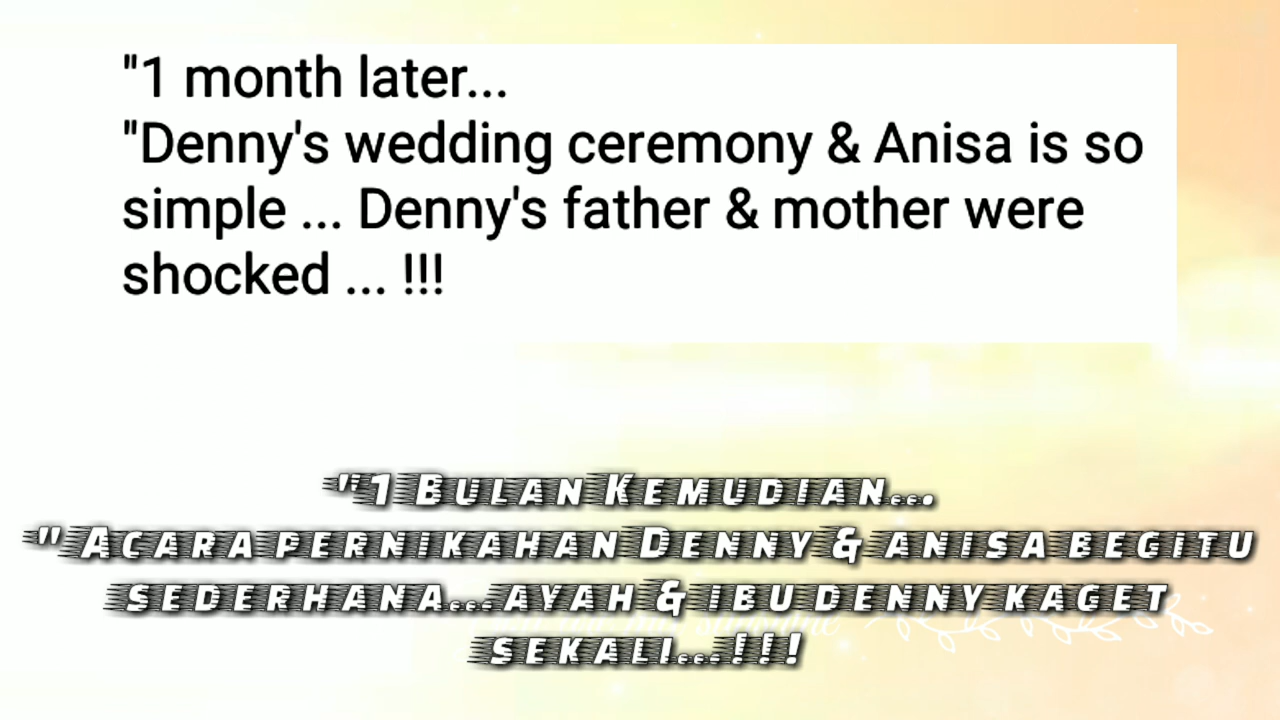 "1 month later...
"Denny's wedding ceremony & Anisa is so
simple ... Denny's father & mother were
shocked ... !!!
"1 Bulan Kemudian...
" Acara pernikahan Denny & anisa begitu
sederhana... ayah & ibu denny kaget
sekali...!!!